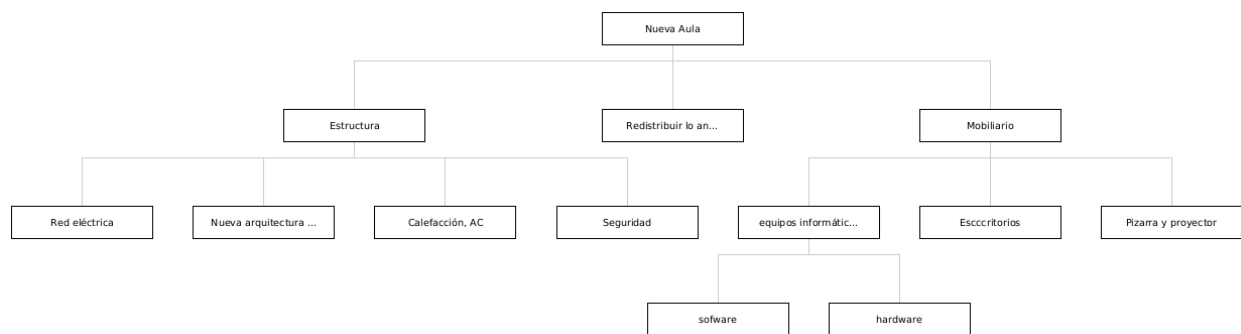 Nueva Aula
Estructura
Redistribuir lo an...
Mobiliario
Red eléctrica
Nueva arquitectura ...
Calefacción, AC
Seguridad
equipos informátic...
Escccritorios
Pizarra y proyector
sofware
hardware